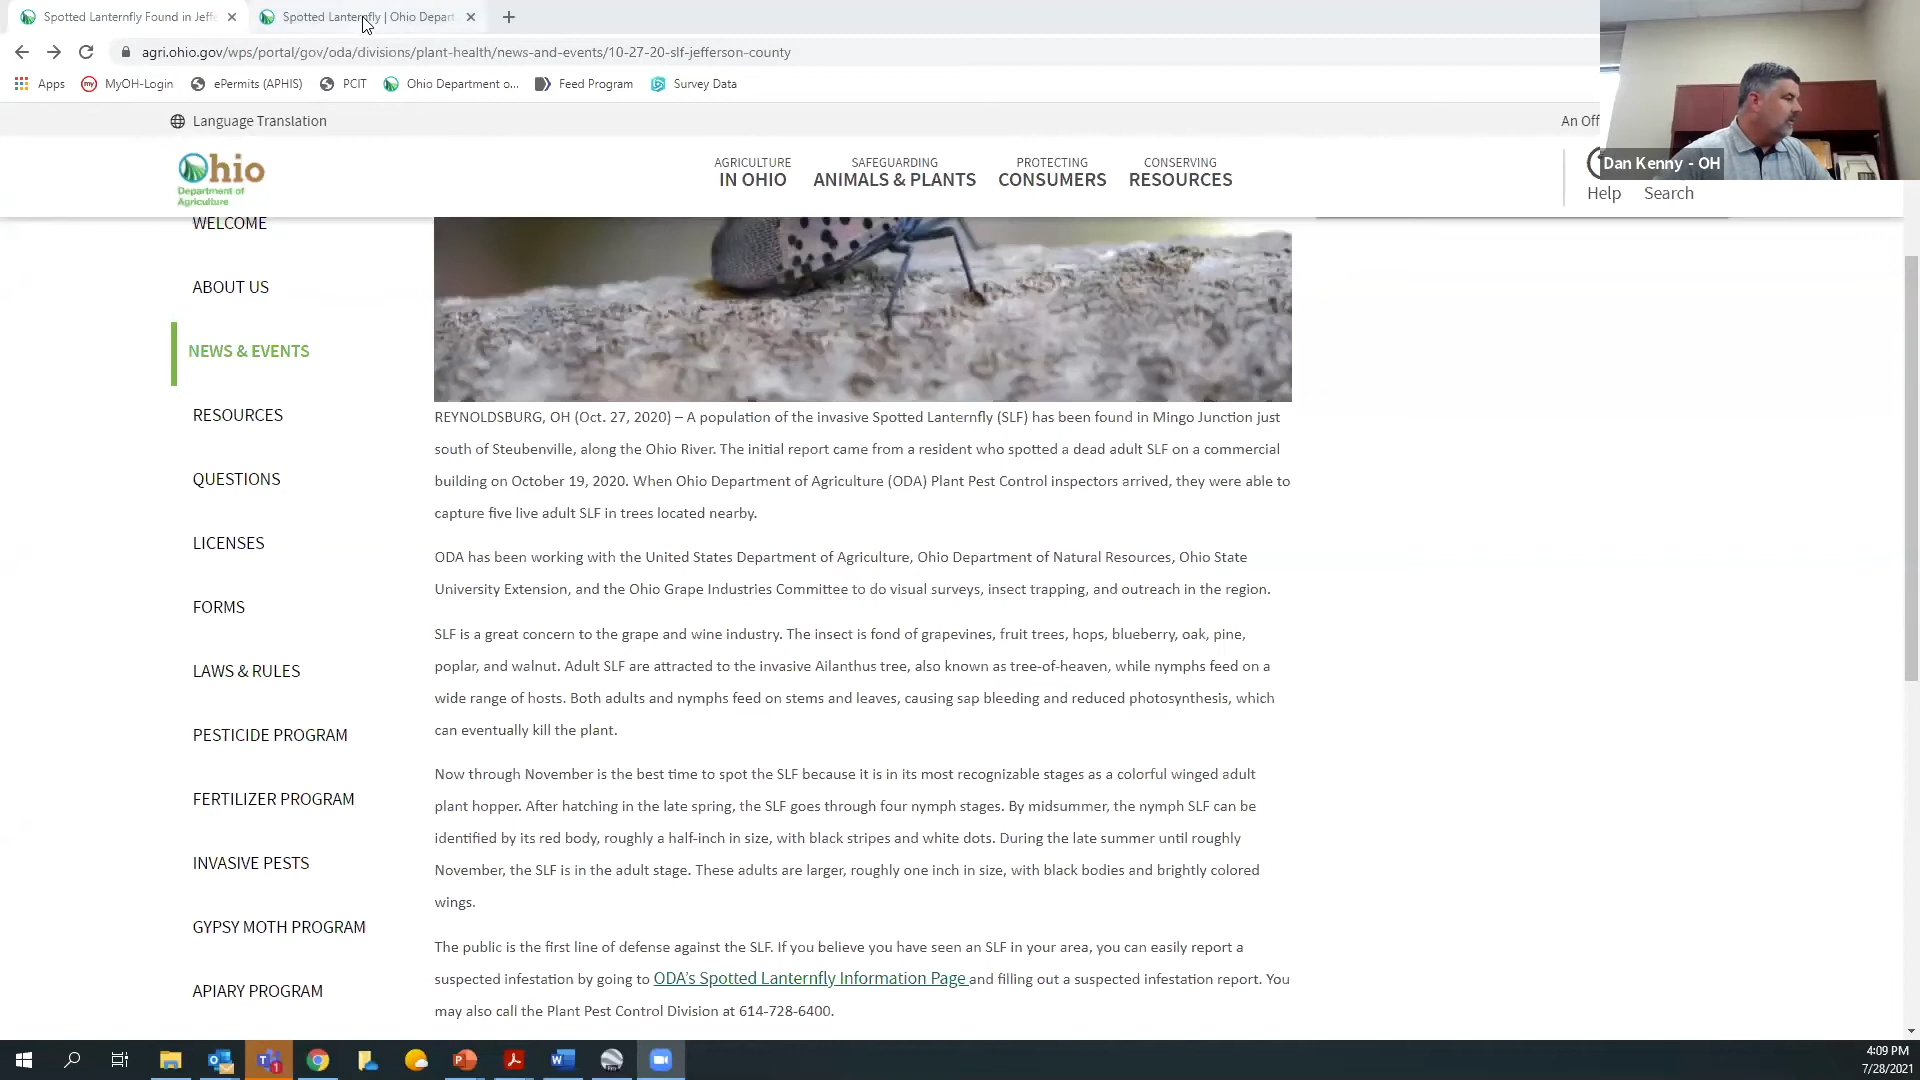 Spotted Lanternfly Found in Jeffe
Spotted Lanternfly | Ohio Depart
agri.ohio.gov/wps/portal/gov/oda/divisions/plant-health/news-and-events/10-27-20-slf-jefferson-county
Apps
my
MyOH-Login
ePermits (APHIS)
PCIT
Ohio Department o...
Feed Program
Survey Data
Language Translation
An Off
Ohio
Department of
Agriculture
AGRICULTURE
IN OHIO
SAFEGUARDING
ANIMALS & PLANTS
PROTECTING
CONSUMERS
CONSERVING
RESOURCES
Dan Kenny - OH
Help
Search
WELCOME
ABOUT US
NEWS & EVENTS
RESOURCES
QUESTIONS
LICENSES
FORMS
LAWS & RULES
PESTICIDE PROGRAM
FERTILIZER PROGRAM
INVASIVE PESTS
GYPSY MOTH PROGRAM
APIARY PROGRAM
REYNOLDSBURG, OH (Oct. 27, 2020) – A population of the invasive Spotted Lanternfly (SLF) has been found in Mingo Junction just
south of Steubenville, along the Ohio River. The initial report came from a resident who spotted a dead adult SLF on a commercial
building on October 19, 2020. When Ohio Department of Agriculture (ODA) Plant Pest Control inspectors arrived, they were able to
capture five live adult SLF in trees located nearby.
ODA has been working with the United States Department of Agriculture, Ohio Department of Natural Resources, Ohio State
University Extension, and the Ohio Grape Industries Committee to do visual surveys, insect trapping, and outreach in the region.
SLF is a great concern to the grape and wine industry. The insect is fond of grapevines, fruit trees, hops, blueberry, oak, pine,
poplar, and walnut. Adult SLF are attracted to the invasive Ailanthus tree, also known as tree-of-heaven, while nymphs feed on a
wide range of hosts. Both adults and nymphs feed on stems and leaves, causing sap bleeding and reduced photosynthesis, which
can eventually kill the plant.
Now through November is the best time to spot the SLF because it is in its most recognizable stages as a colorful winged adult
plant hopper. After hatching in the late spring, the SLF goes through four nymph stages. By midsummer, the nymph SLF can be
identified by its red body, roughly a half-inch in size, with black stripes and white dots. During the late summer until roughly
November, the SLF is in the adult stage. These adults are larger, roughly one inch in size, with black bodies and brightly colored
wings.
The public is the first line of defense against the SLF. If you believe you have seen an SLF in your area, you can easily report a
suspected infestation by going to ODA's Spotted Lanternfly Information Page and filling out a suspected infestation report. You
may also call the Plant Pest Control Division at 614-728-6400.
4:09 PM
7/28/2021